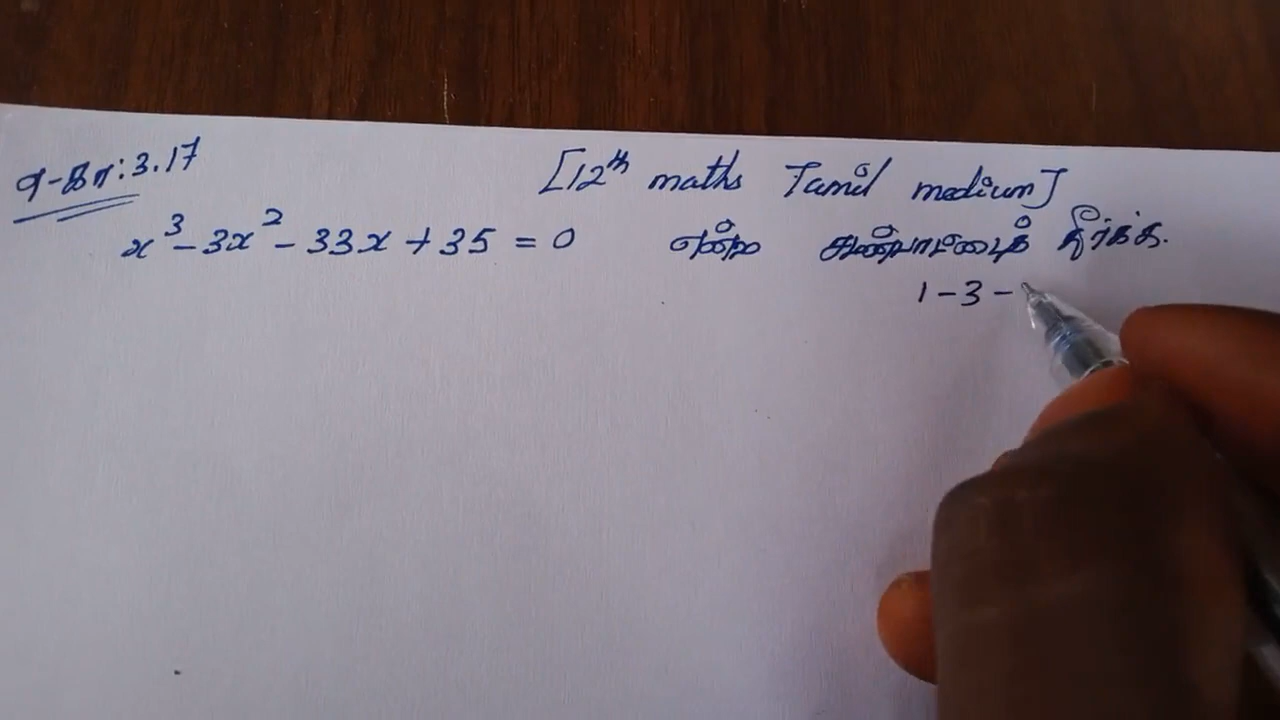 எ-கா: 3.17
[12th maths Tamil medium]
x³ - 3x² - 33x + 35 = 0 என்ற சமன்பாட்டைத் தீர்க்க.
1 - 3 -